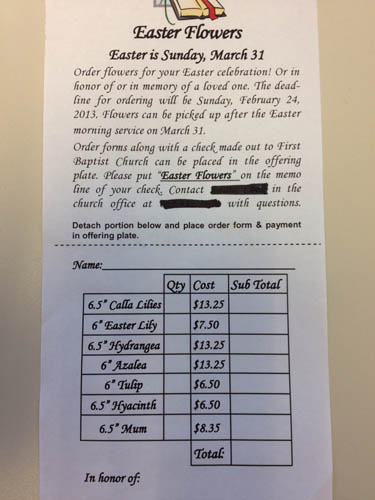 Easter Flowers
Easter is Sunday, March 31
Order flowers for your Easter celebration! Or in
honor of or in memory of a loved one. The dead-
line for ordering will be Sunday, February 24,
2013. Flowers can be picked up after the Easter
morning service on March 31.
Order forms along with a check made out to First
Baptist Church can be placed in the offering
plate. Please put "Easter Flowers" on the memo
line of your check. Contact in the
church office at with questions.
Detach portion below and place order form & payment
in offering plate.
Name:
Qty Cost Sub Total
6.5" Calla Lilies $13.25
6" Easter Lily $7.50
6.5" Hydrangea $13.25
6" Azalea $13.25
6" Tulip $6.50
6.5" Hyacinth $6.50
6.5" Mum $8.35
Total:
In honor of: